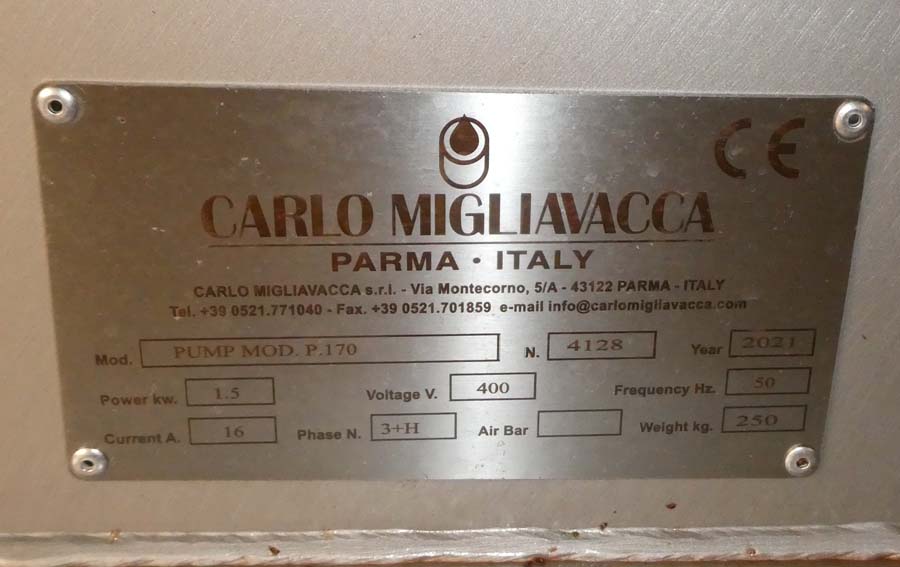 CE
CARLO MIGLIAVACCA
PARMA · ITALY
CARLO MIGLIAVACCA s.r.l. - Via Montecorno, 5/A - 43122 PARMA - ITALY
Tel. +39 0521.771040 - Fax. +39 0521.701859 e-mail info@carlomigliavacca.com
Mod. PUMP MOD. P.170 N. 4128 Year 2021
Power kw. 1.5 Voltage V. 400 Frequency Hz. 50
Current A. 16 Phase N. 3+H Air Bar Weight kg. 250